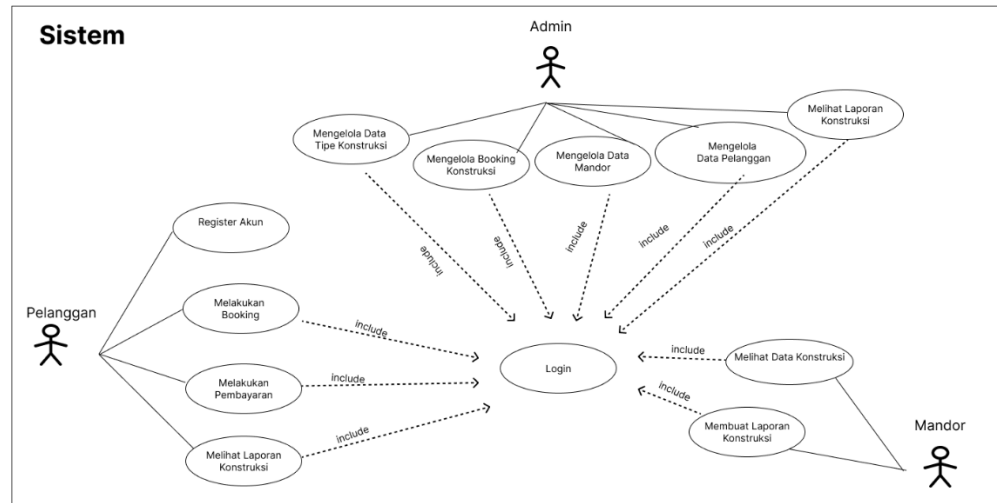 Sistem
Admin
Melihat Laporan
Konstruksi
Mengelola Data
Tipe Konstruksi
Mengelola Booking
Konstruksi
Mengelola Data
Mandor
Mengelola
Data Pelanggan
Register Akun
include
include
include
include
include
Pelanggan
Melakukan
Booking
include
Login
include
Melihat Data Konstruksi
Melakukan
Pembayaran
include
include
Membuat Laporan
Konstruksi
Mandor
Melihat Laporan
Konstruksi
include